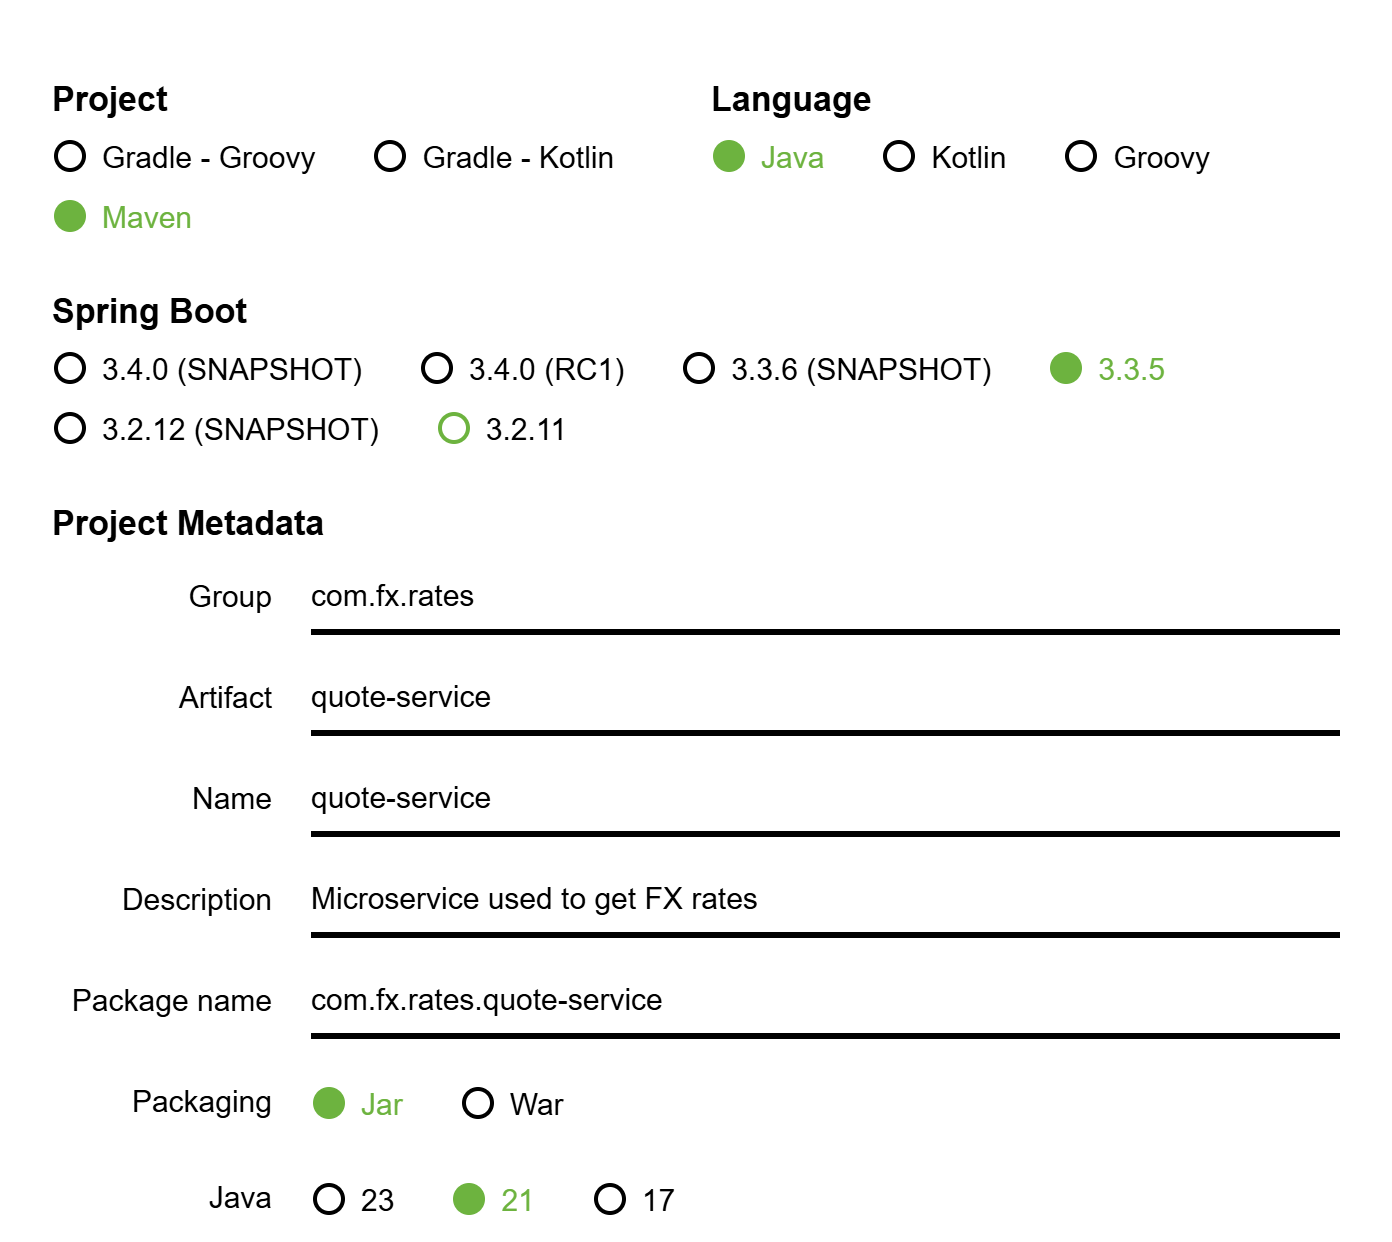 Project
Gradle - Groovy Gradle - Kotlin
Maven
Language
Java Kotlin Groovy
Spring Boot
3.4.0 (SNAPSHOT) 3.4.0 (RC1) 3.3.6 (SNAPSHOT) 3.3.5
3.2.12 (SNAPSHOT) 3.2.11
Project Metadata
Group com.fx.rates
Artifact quote-service
Name quote-service
Description Microservice used to get FX rates
Package name com.fx.rates.quote-service
Packaging Jar War
Java 23 21 17